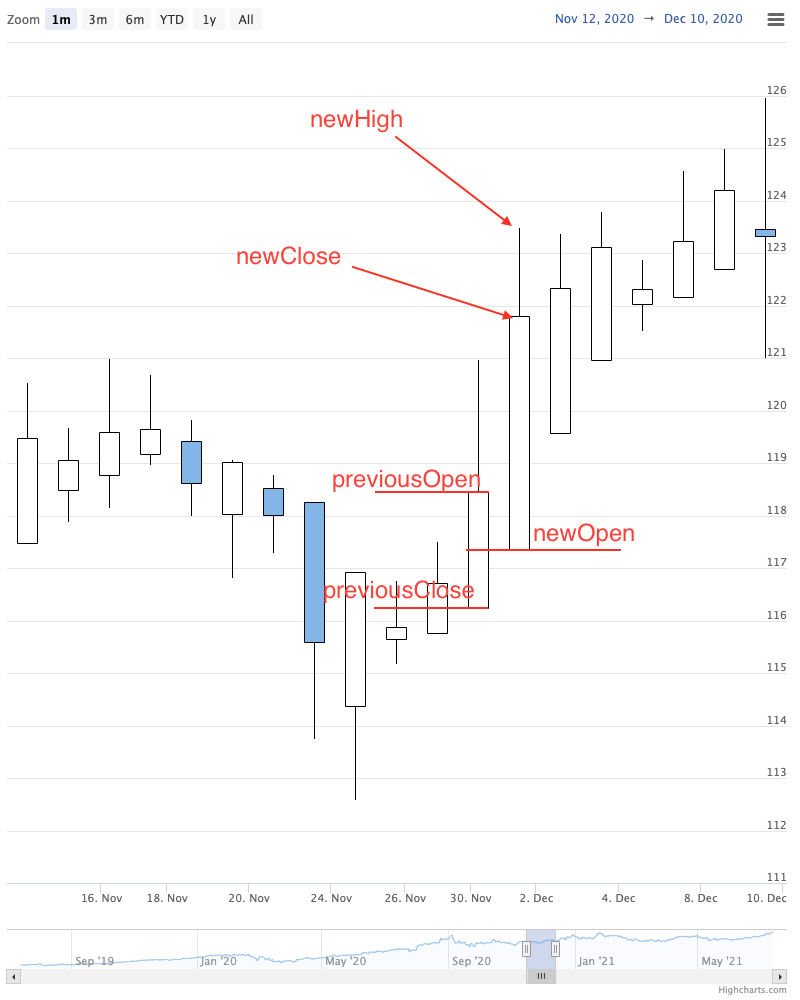 Zoom 1m 3m 6m YTD 1y All Nov 12, 2020 → Dec 10, 2020
126
newHigh
125
124
newClose
123
122
121
120
119
previousOpen
118
newOpen
117
previousClose
116
115
114
113
112
111
16. Nov 18. Nov 20. Nov 24. Nov 26. Nov 30. Nov 2. Dec 4. Dec 8. Dec 10. Dec
Sep '19 Jan '20 May '20 Sep '20 Jan '21 May '21
Highcharts.com